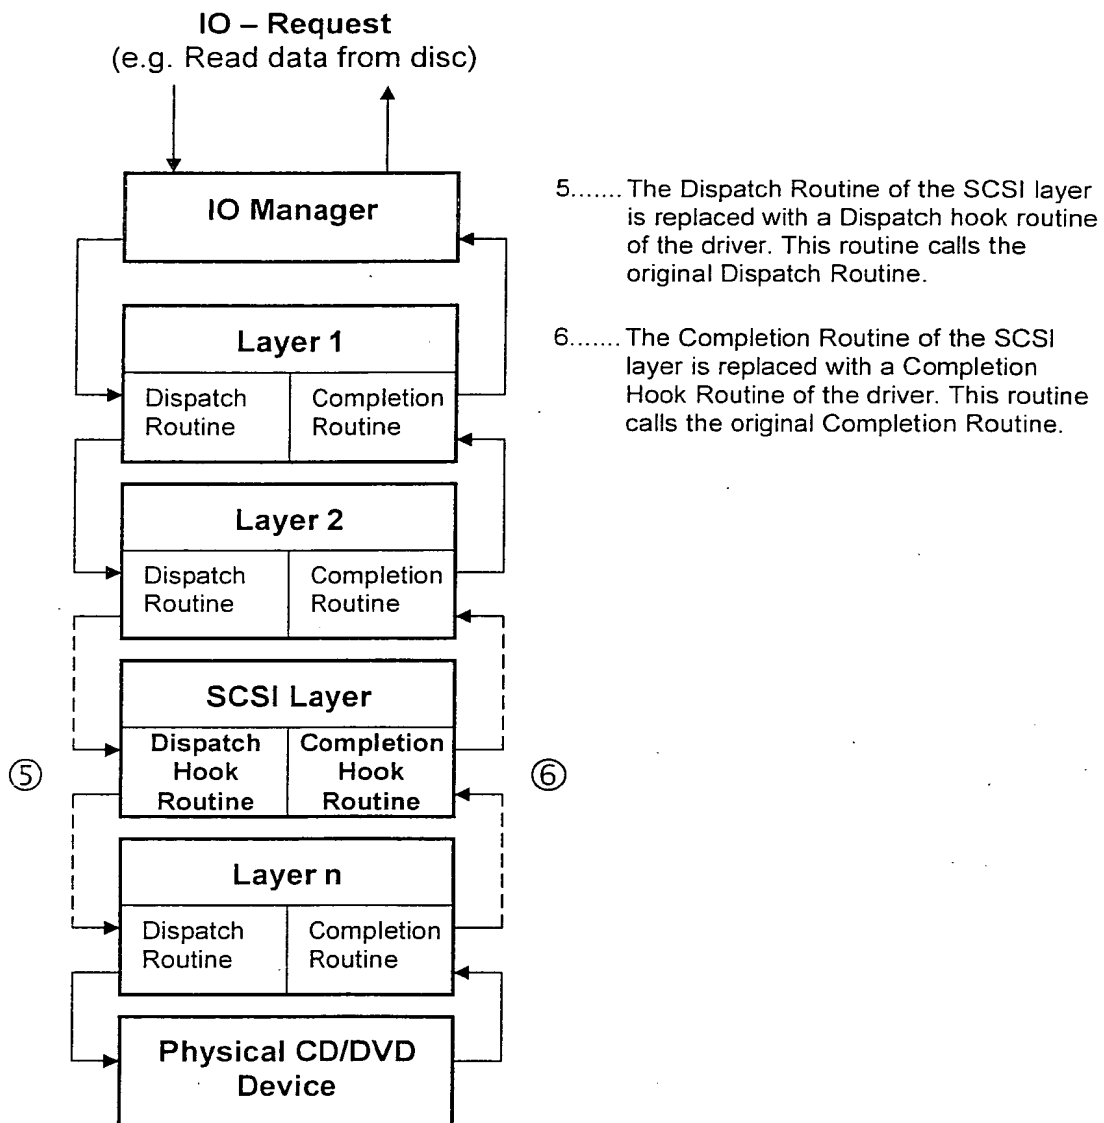 IO – Request
(e.g. Read data from disc)
IO Manager
5....... The Dispatch Routine of the SCSI layer
is replaced with a Dispatch hook routine
of the driver. This routine calls the
original Dispatch Routine.
6....... The Completion Routine of the SCSI
layer is replaced with a Completion
Hook Routine of the driver. This routine
calls the original Completion Routine.
Layer 1
Dispatch
Routine
Completion
Routine
Layer 2
Dispatch
Routine
Completion
Routine
SCSI Layer
⑤
Dispatch
Hook
Routine
Completion
Hook
Routine
⑥
Layer n
Dispatch
Routine
Completion
Routine
Physical CD/DVD
Device